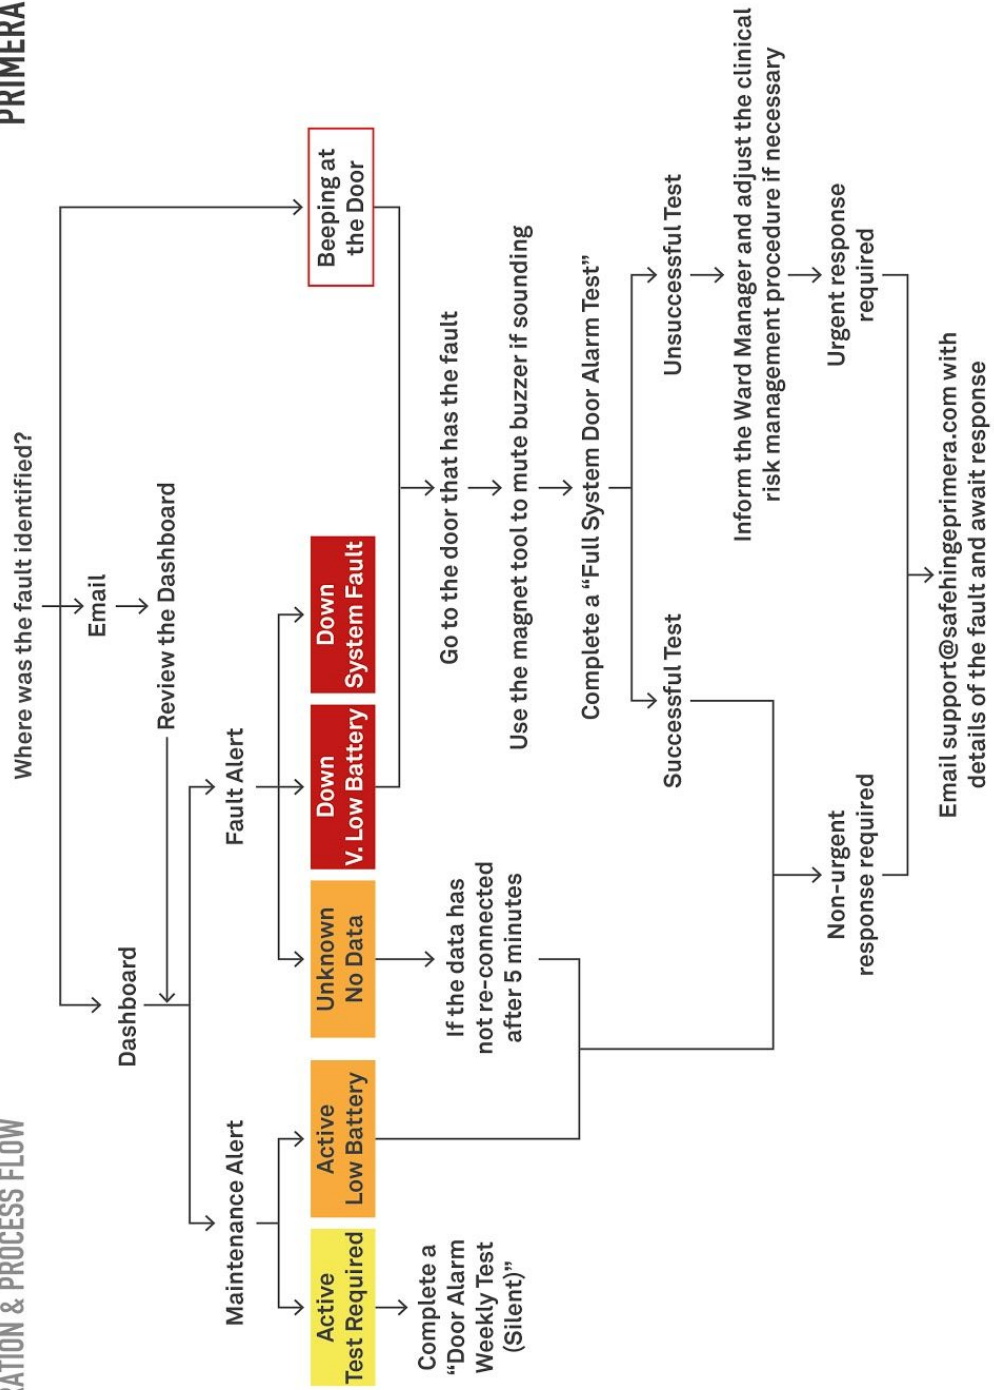 RATION & PROCESS FLOW
PRIMERA
Where was the fault identified?
Dashboard
Email
Review the Dashboard
Maintenance Alert
Fault Alert
Active
Test Required
Active
Low Battery
Unknown
No Data
Down
V. Low Battery
Down
System Fault
Beeping at
the Door
Complete a
“Door Alarm
Weekly Test
(Silent)”
If the data has
not re-connected
after 5 minutes
Go to the door that has the fault
Use the magnet tool to mute buzzer if sounding
Complete a “Full System Door Alarm Test”
Successful Test
Unsuccessful Test
Inform the Ward Manager and adjust the clinical
risk management procedure if necessary
Non-urgent
response required
Urgent response
required
Email support@safehingeprimera.com with
details of the fault and await response